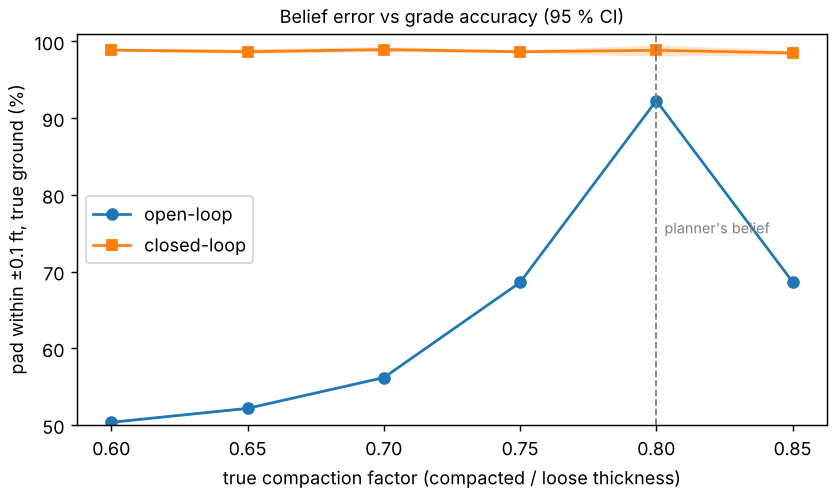 Belief error vs grade accuracy (95 % CI)
pad within ±0.1 ft, true ground (%)
100
90
80
70
60
50
open-loop
closed-loop
planner's belief
0.60 0.65 0.70 0.75 0.80 0.85
true compaction factor (compacted / loose thickness)